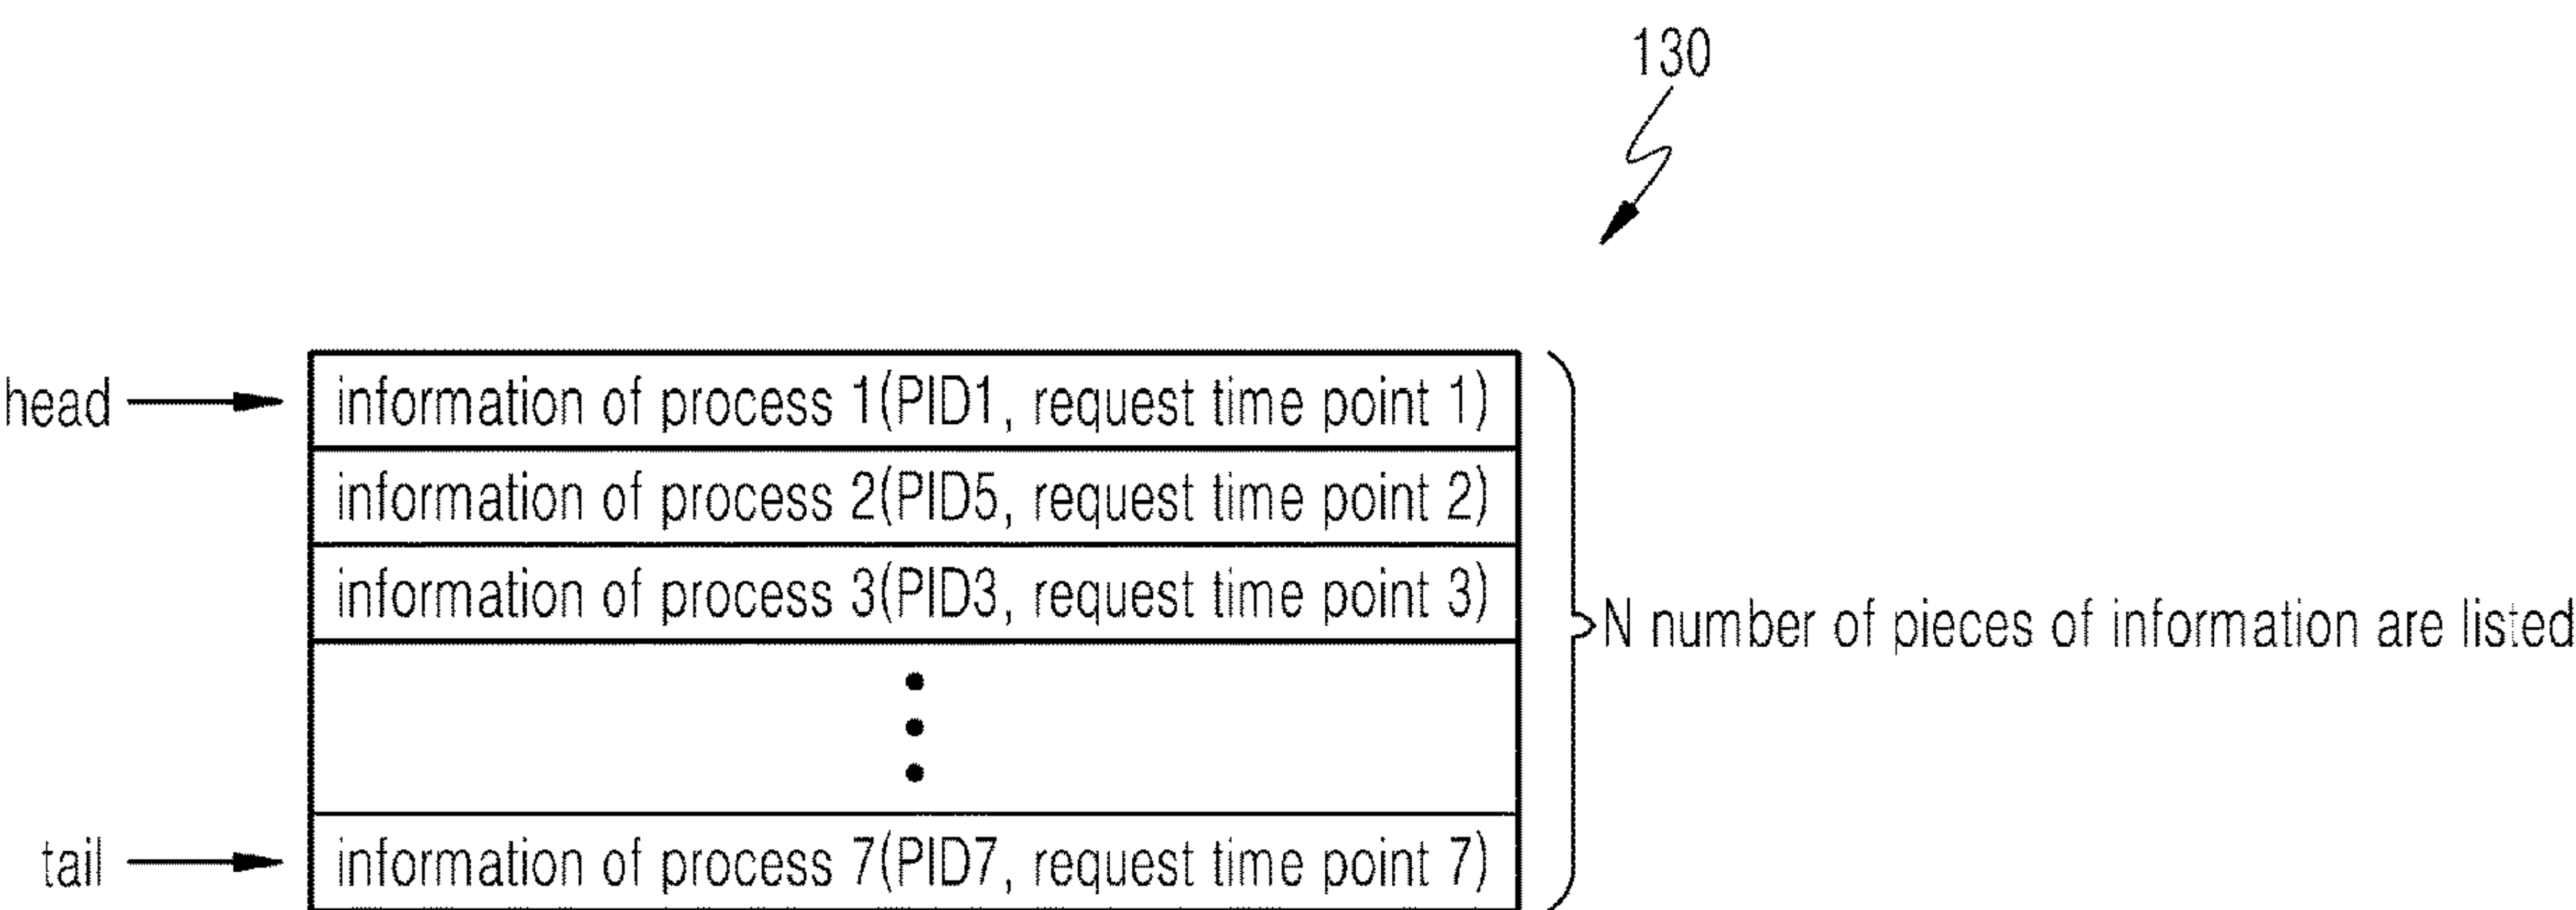 130
head
information of process 1(PID1, request time point 1)
information of process 2(PID5, request time point 2)
information of process 3(PID3, request time point 3)
N number of pieces of information are listed
tail
information of process 7(PID7, request time point 7)